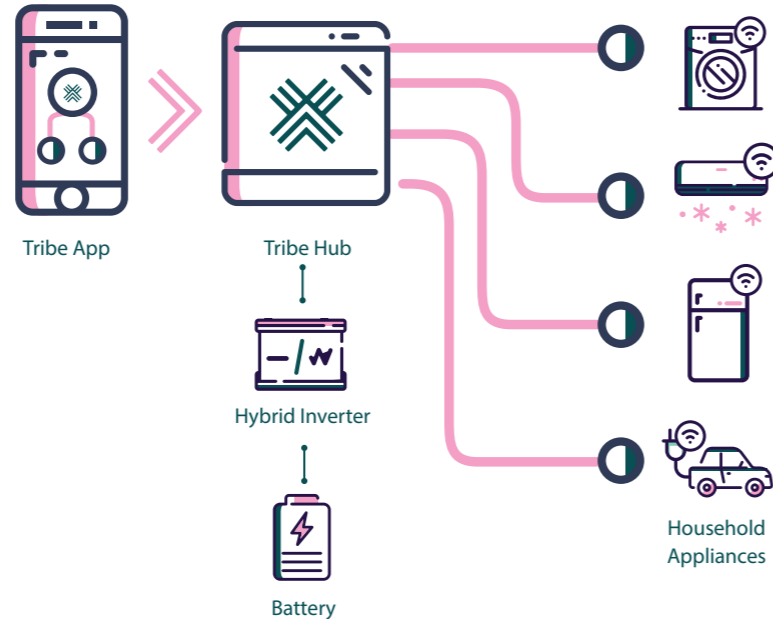 Tribe App
Tribe Hub
Hybrid Inverter
Battery
Household
Appliances